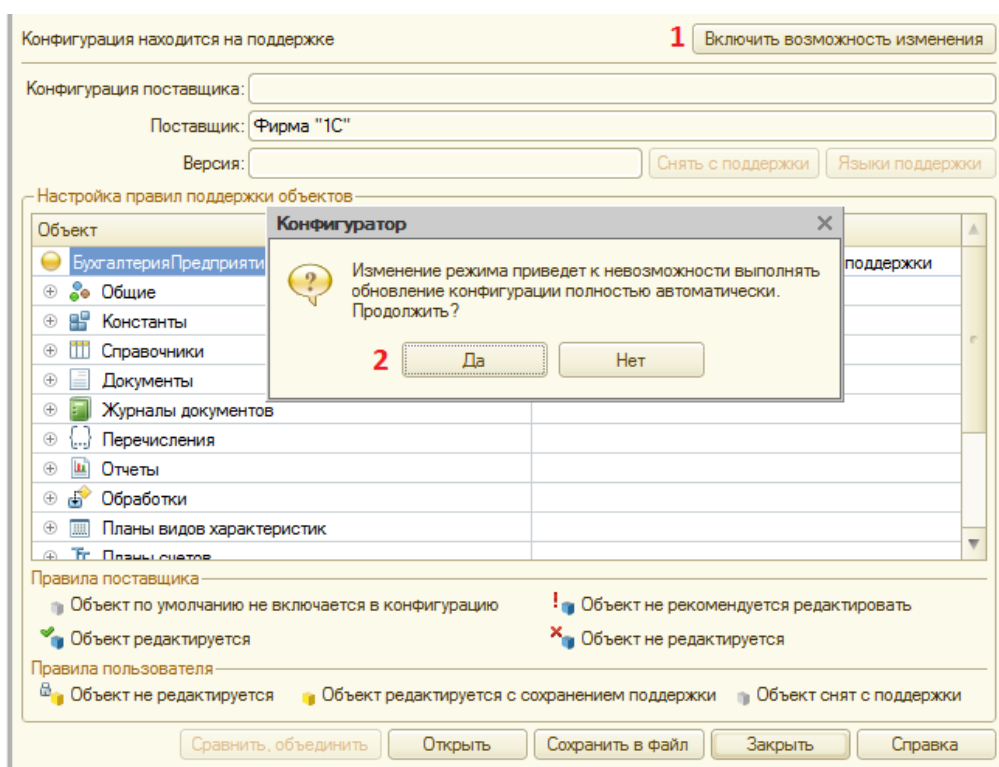 Конфигурация находится на поддержке
1 Включить возможность изменения
Конфигурация поставщика:
Поставщик: Фирма "1С"
Версия: Снять с поддержки Языки поддержки
Настройка правил поддержки объектов
Объект
Конфигуратор
БухгалтерияПредприяти поддержки
Изменение режима приведет к невозможности выполнять
обновление конфигурации полностью автоматически.
Продолжить?
2 Да Нет
Общие
Константы
Справочники
Документы
Журналы документов
Перечисления
Отчеты
Обработки
Планы видов характеристик
Планы счетов
Правила поставщика
Объект по умолчанию не включается в конфигурацию ! Объект не рекомендуется редактировать
Объект редактируется Объект не редактируется
Правила пользователя
Объект не редактируется Объект редактируется с сохранением поддержки Объект снят с поддержки
Сравнить, объединить Открыть Сохранить в файл Закрыть Справка